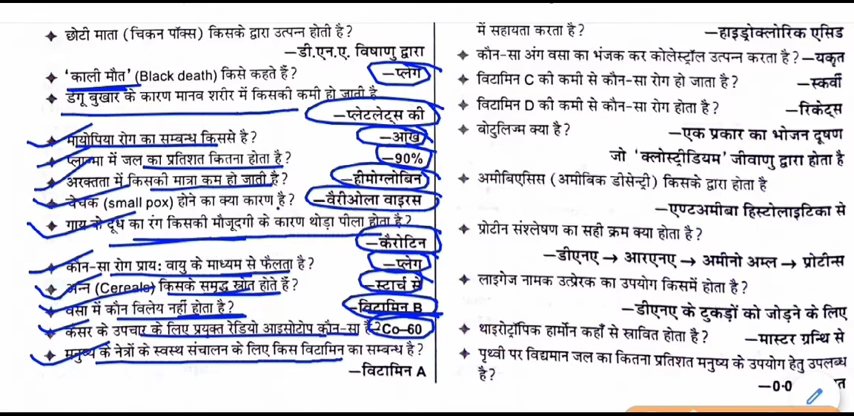 छोटी माता (चिकन पॉक्स) किसके द्वारा उत्पन्न होती है?
—डी.एन.ए. विषाणु द्वारा
'काली मौत' (Black death) किसे कहते हैं? —प्लेग
डेंगू बुखार के कारण मानव शरीर में किसकी कमी हो जाती है
—प्लेटलेट्स की
मायोपिया रोग का सम्बन्ध किससे है? —आँख
प्लाज्मा में जल का प्रतिशत कितना होता है? —90%
अरक्तता में किसकी मात्रा कम हो जाती है? —हीमोग्लोबिन
चेचक (small pox) होने का क्या कारण है? —वैरीओला वाइरस
गाय के दूध का रंग किसकी मौजूदगी के कारण थोड़ा पीला होता है?
—कैरोटिन
कौन-सा रोग प्रायः वायु के माध्यम से फैलता है? —प्लेग
अन्न (Cereals) किसके समृद्ध स्रोत होते हैं? —स्टार्च से
वसा में कौन विलेय नहीं होता है? —विटामिन B
कैंसर के उपचार के लिए प्रयुक्त रेडियो आइसोटोप कौन-सा है? Co-60
मनुष्य के नेत्रों के स्वस्थ संचालन के लिए किस विटामिन का सम्बन्ध है?
—विटामिन A
में सहायता करता है? —हाइड्रोक्लोरिक एसिड
कौन-सा अंग वसा का भंजक कर कोलेस्ट्रॉल उत्पन्न करता है? —यकृत
विटामिन C की कमी से कौन-सा रोग हो जाता है? —स्कर्वी
विटामिन D की कमी से कौन-सा रोग होता है? —रिकेट्स
बोटुलिज्म क्या है? —एक प्रकार का भोजन दूषण
जो 'क्लोस्ट्रीडियम' जीवाणु द्वारा होता है
अमीबिएसिस (अमीबिक डीसेन्ट्री) किसके द्वारा होता है
—एण्टअमीबा हिस्टोलाइटिका से
प्रोटीन संश्लेषण का सही क्रम क्या होता है?
—डीएनए → आरएनए → अमीनो अम्ल → प्रोटीन्स
लाइगेज नामक उत्प्रेरक का उपयोग किसमें होता है?
—डीएनए के टुकड़ों को जोड़ने के लिए
थाइरोट्रॉपिक हार्मोन कहाँ से स्रावित होता है? —मास्टर ग्रन्थि से
पृथ्वी पर विद्यमान जल का कितना प्रतिशत मनुष्य के उपयोग हेतु उपलब्ध
है?